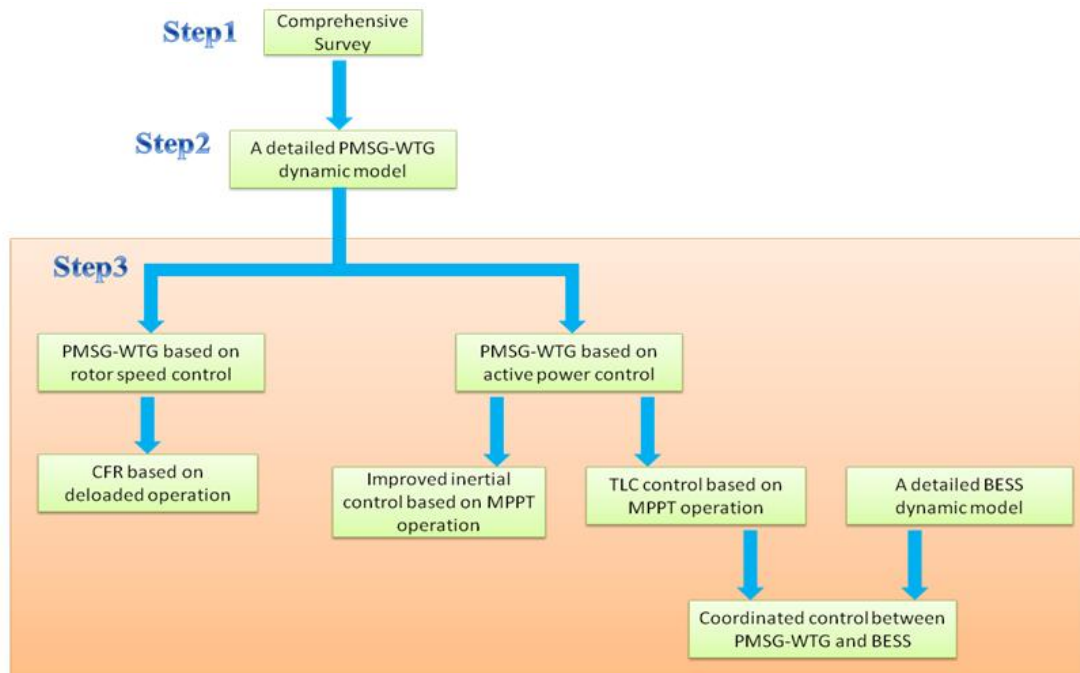 Step1
Comprehensive
Survey
Step2
A detailed PMSG-WTG
dynamic model
Step3
PMSG-WTG based on
rotor speed control
PMSG-WTG based on
active power control
CFR based on
deloaded operation
Improved inertial
control based on MPPT
operation
TLC control based on
MPPT operation
A detailed BESS
dynamic model
Coordinated control between
PMSG-WTG and BESS